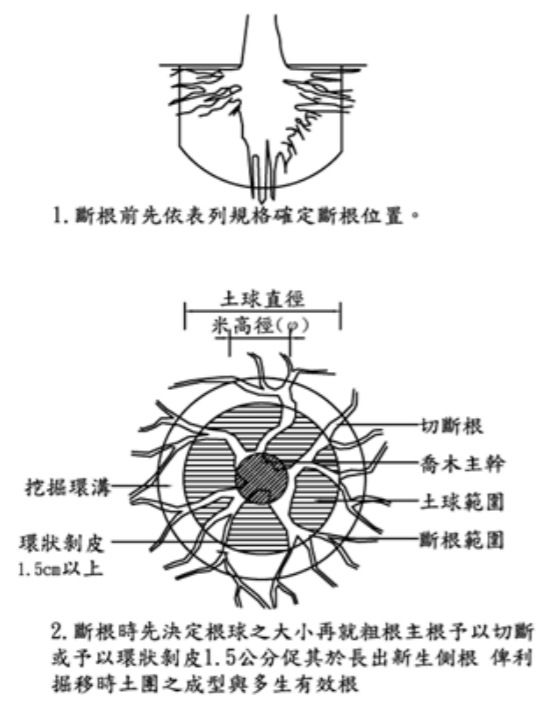 1.斷根前先依表列規格確定斷根位置。
土球直徑
米高徑(φ)
切斷根
喬木主幹
挖掘環溝
土球範圍
環狀剝皮
1.5cm以上
斷根範圍
2.斷根時先決定根球之大小再就粗根主根予以切斷
或予以環狀剝皮1.5公分促其於長出新生側根 俾利
掘移時土團之成型與多生有效根